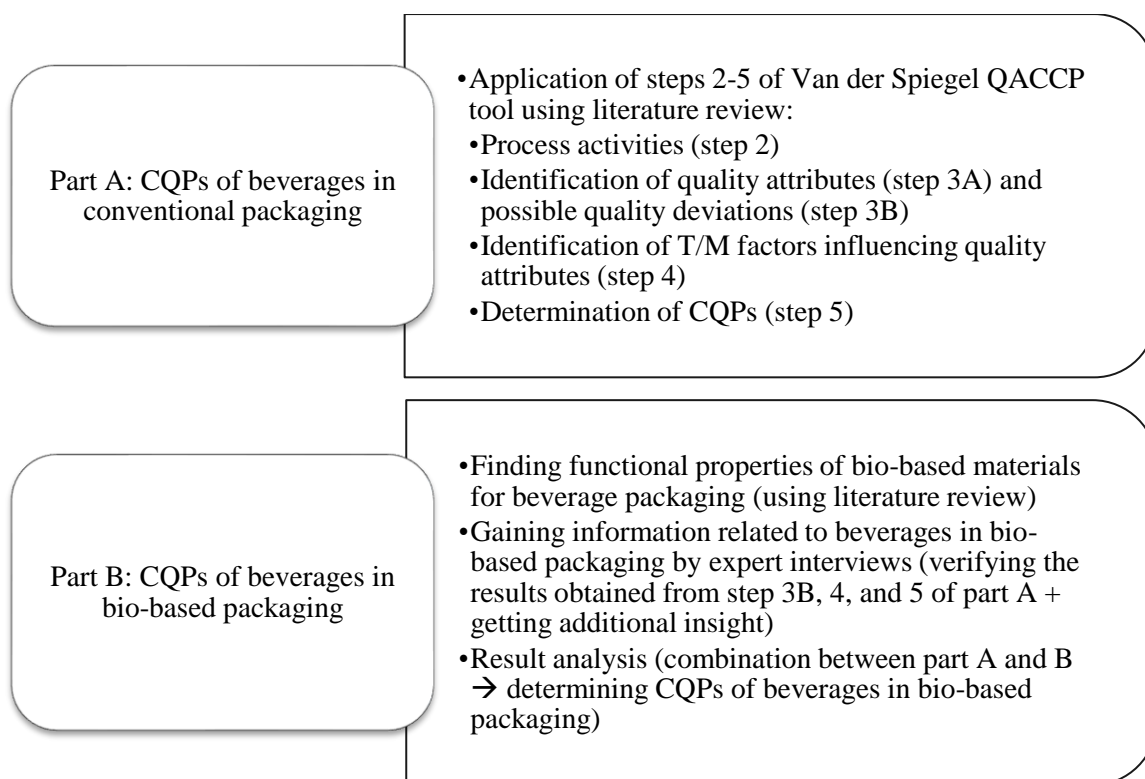 Part A: CQPs of beverages in
conventional packaging
•Application of steps 2-5 of Van der Spiegel QACCP
tool using literature review:
•Process activities (step 2)
•Identification of quality attributes (step 3A) and
possible quality deviations (step 3B)
•Identification of T/M factors influencing quality
attributes (step 4)
•Determination of CQPs (step 5)
Part B: CQPs of beverages in
bio-based packaging
•Finding functional properties of bio-based materials
for beverage packaging (using literature review)
•Gaining information related to beverages in bio-
based packaging by expert interviews (verifying the
results obtained from step 3B, 4, and 5 of part A +
getting additional insight)
•Result analysis (combination between part A and B
→ determining CQPs of beverages in bio-based
packaging)